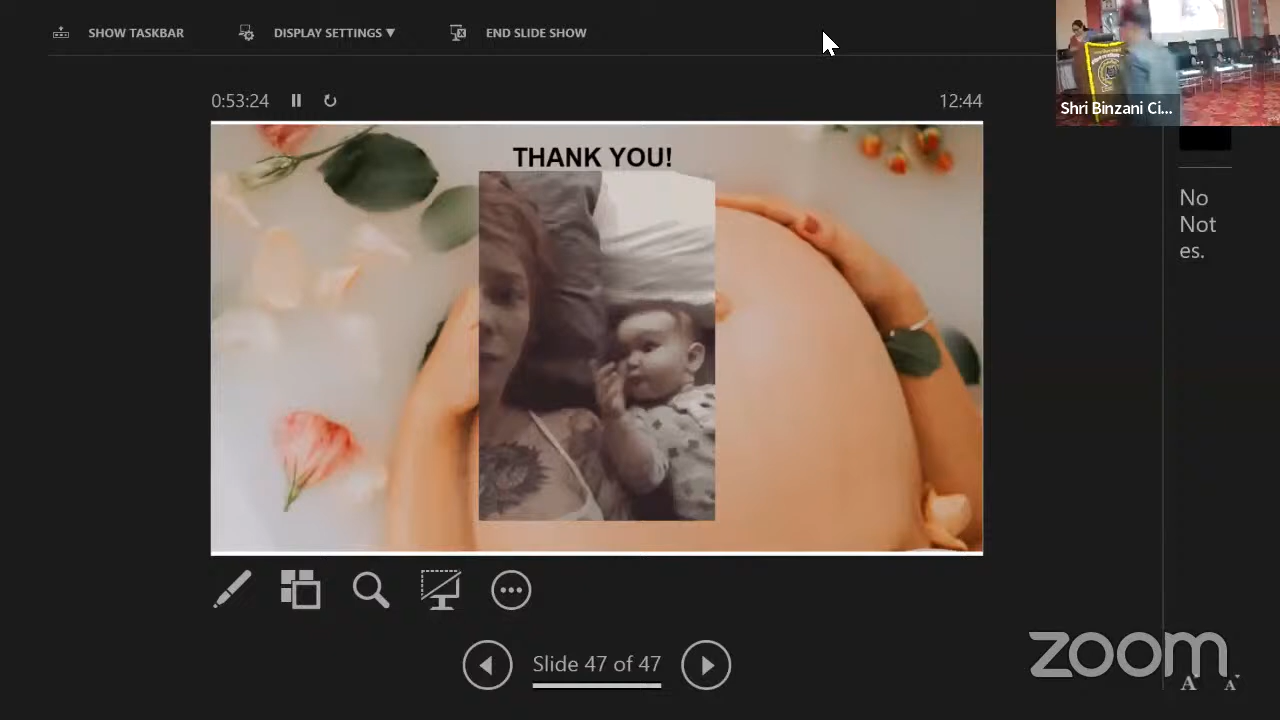 SHOW TASKBAR
DISPLAY SETTINGS ▼
END SLIDE SHOW
Shri Binzani Ci...
0:53:24
12:44
THANK YOU!
No
Not
es.
Slide 47 of 47
zoom
A A